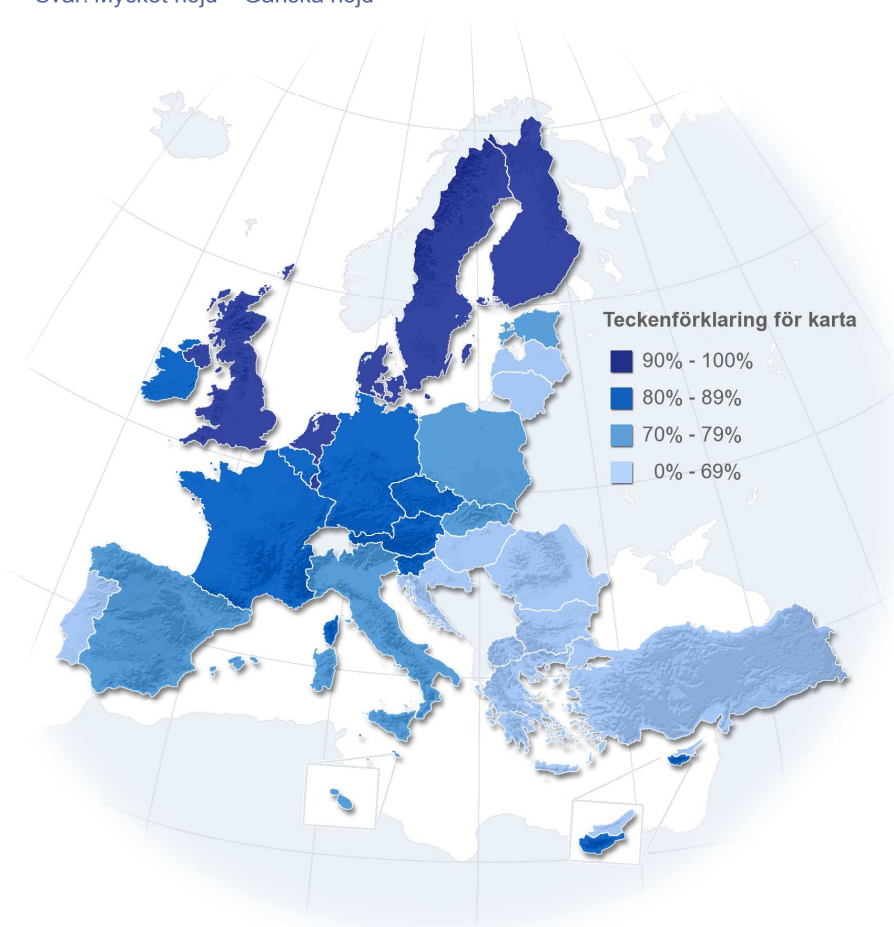 Teckenförklaring för karta
90% - 100%
80% - 89%
70% - 79%
0% - 69%